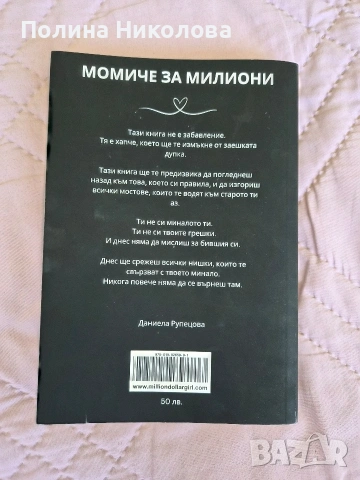 Полина Николова
МОМИЧЕ ЗА МИЛИОНИ
Тази книга не е забавление.
Тя е хапче, което ще те измъкне от заешката
дупка.
Тази книга ще те предизвика да погледнеш
назад към това, което си правила, и да изгориш
всички мостове, които те водят към старото ти
аз.
Ти не си миналото ти.
Ти не си твоите грешки.
И днес няма да мислиш за бившия си.
Днес ще срежеш всички нишки, които те
свързват с твоето минало.
Никога повече няма да се върнеш там.
Даниела Рупецова
www.milliondollargirl.com
50 лв.
BAZAR